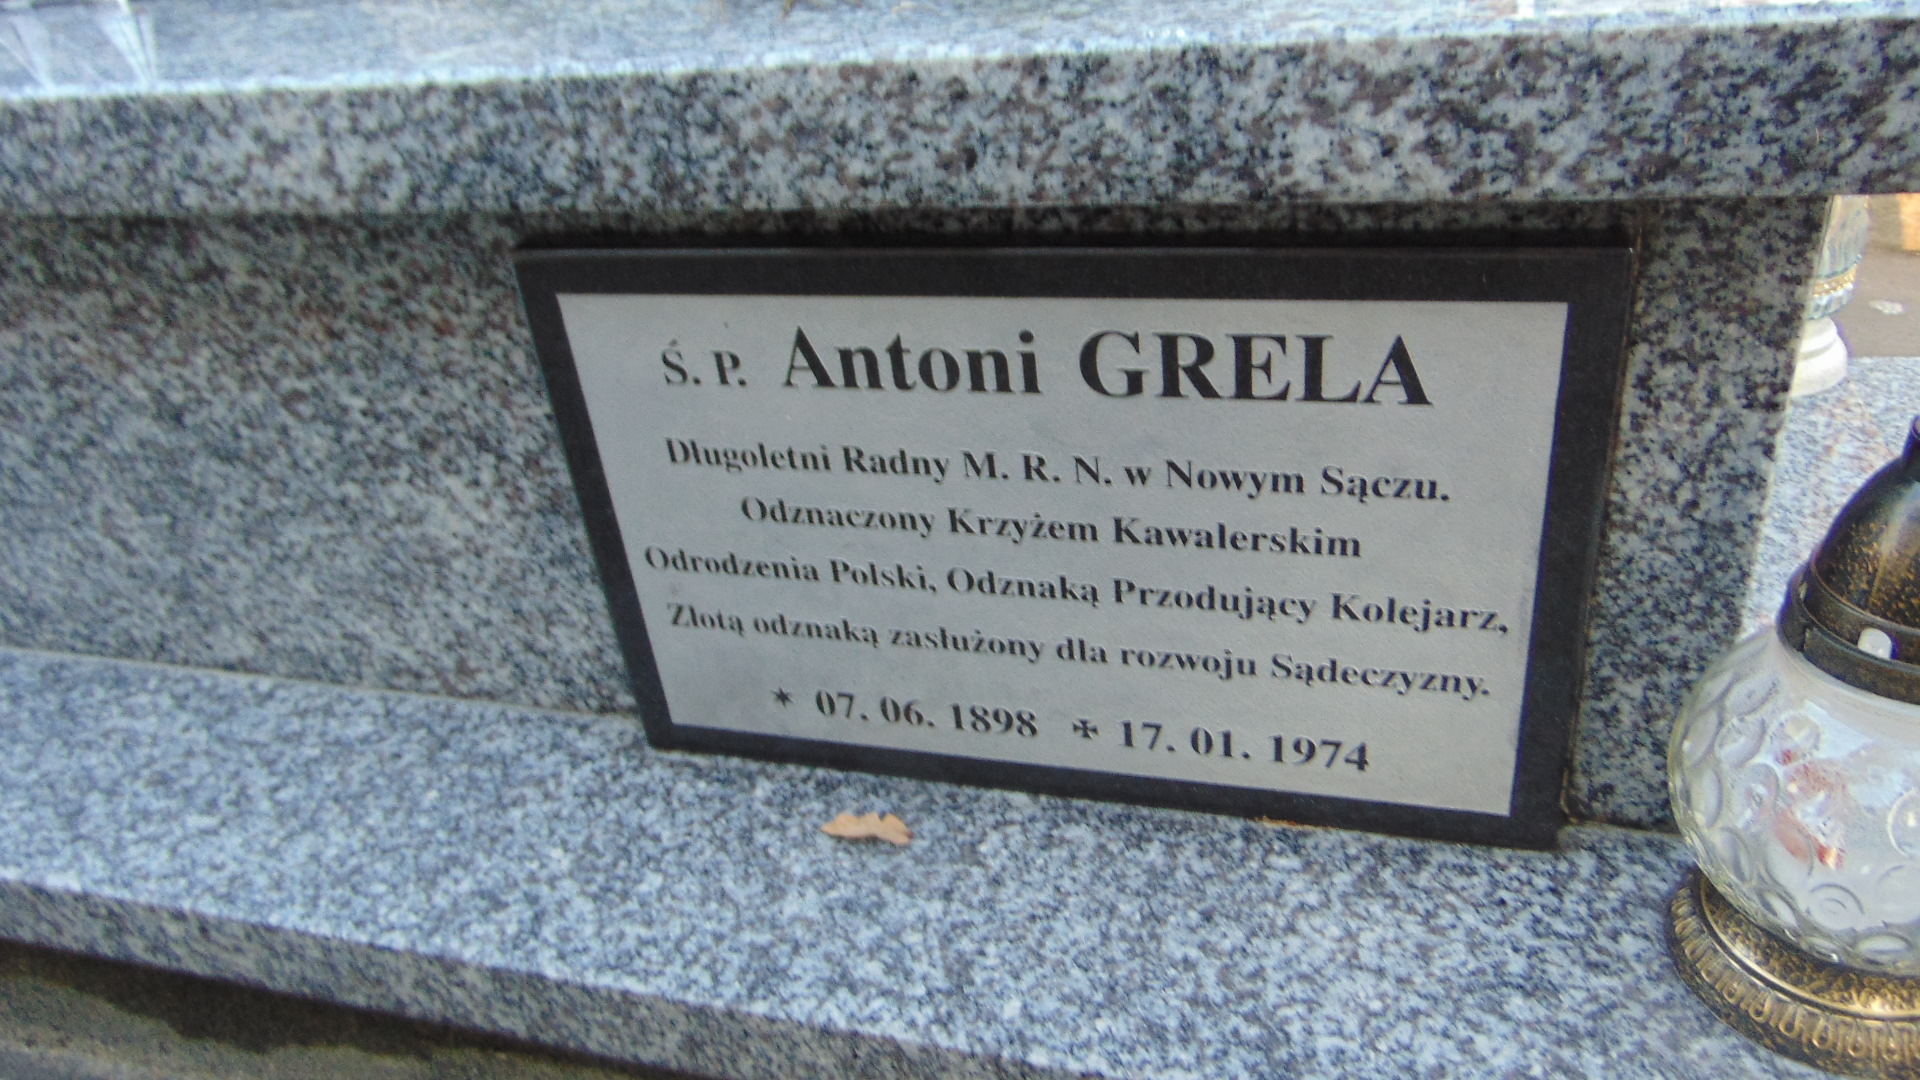 Ś. P. Antoni GRELA
Długoletni Radny M. R. N. w Nowym Sączu.
Odznaczony Krzyżem Kawalerskim
Odrodzenia Polski, Odznaką Przodujący Kolejarz,
Złotą odznaką zasłużony dla rozwoju Sądeczyzny.
✶ 07. 06. 1898 ✠ 17. 01. 1974